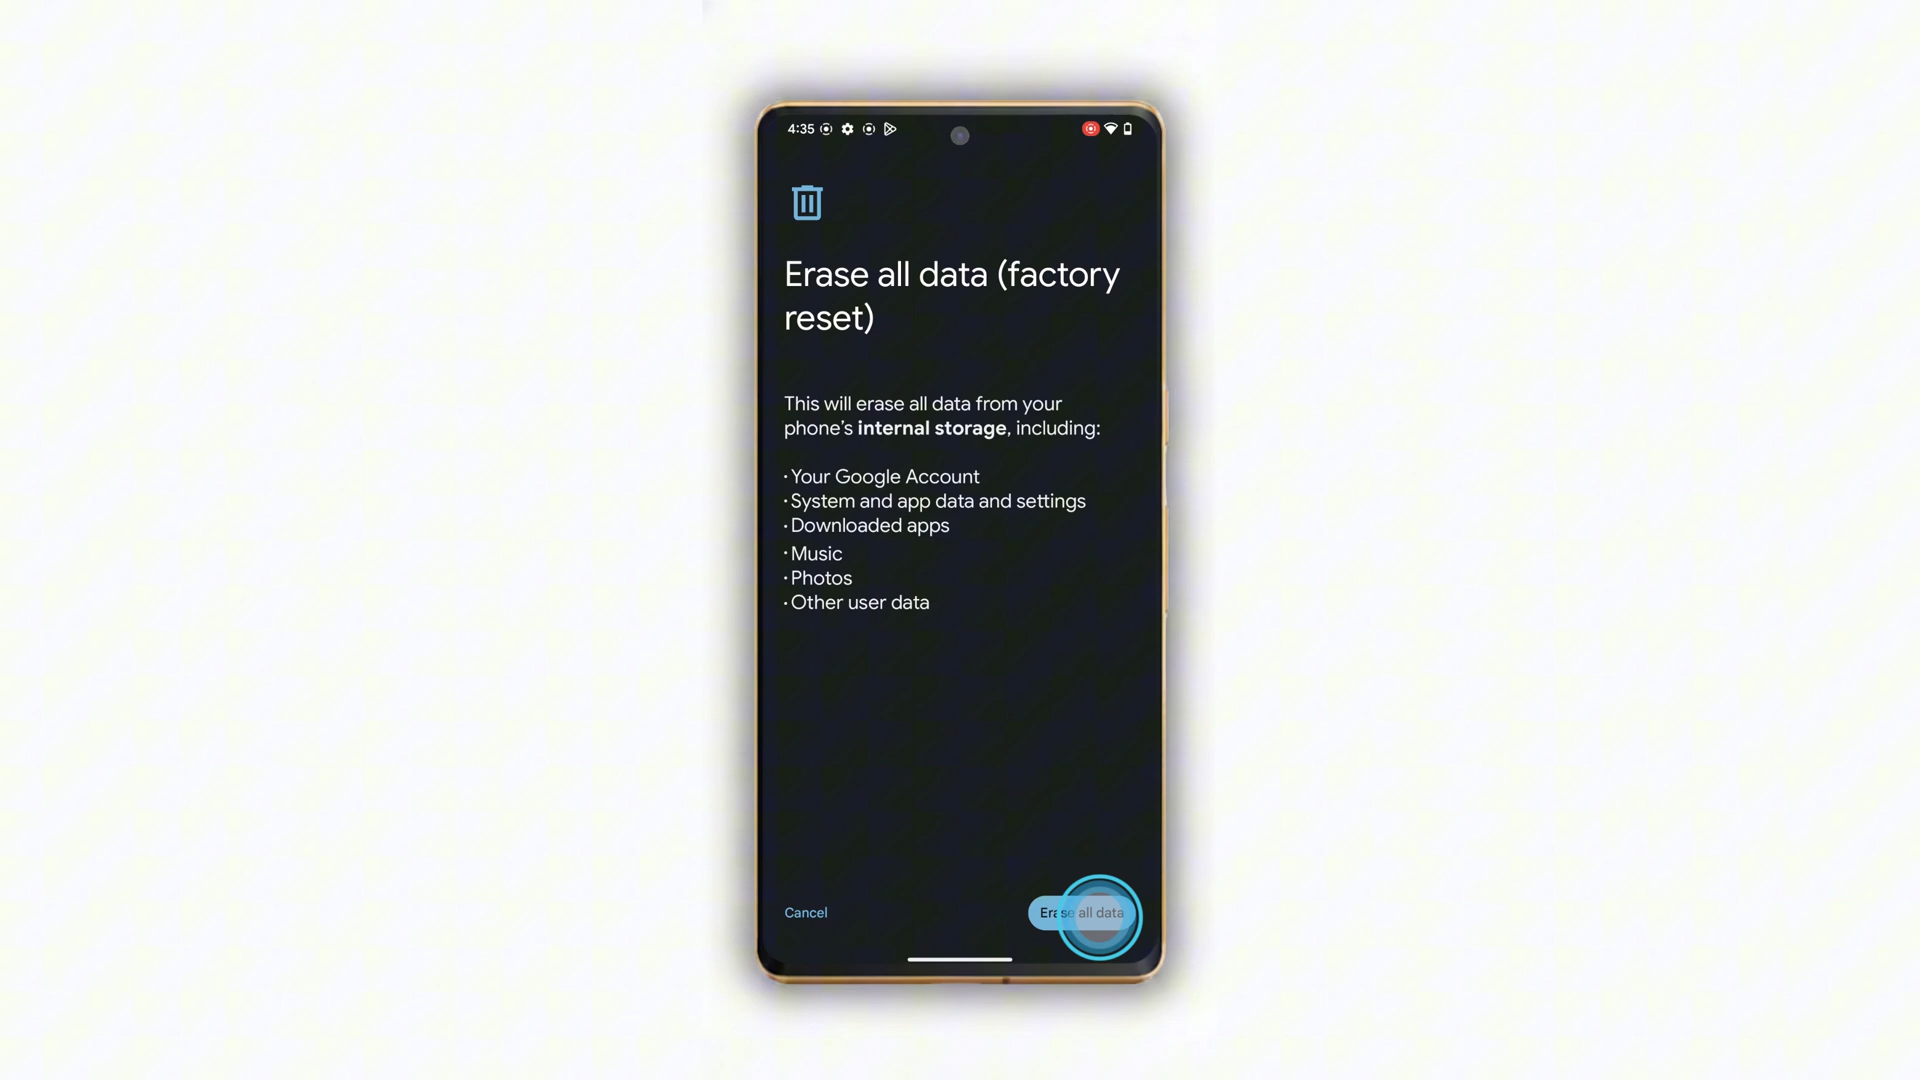 4:35
Erase all data (factory
reset)
This will erase all data from your
phone's internal storage, including:
· Your Google Account
· System and app data and settings
· Downloaded apps
· Music
· Photos
· Other user data
Cancel
Erase all data